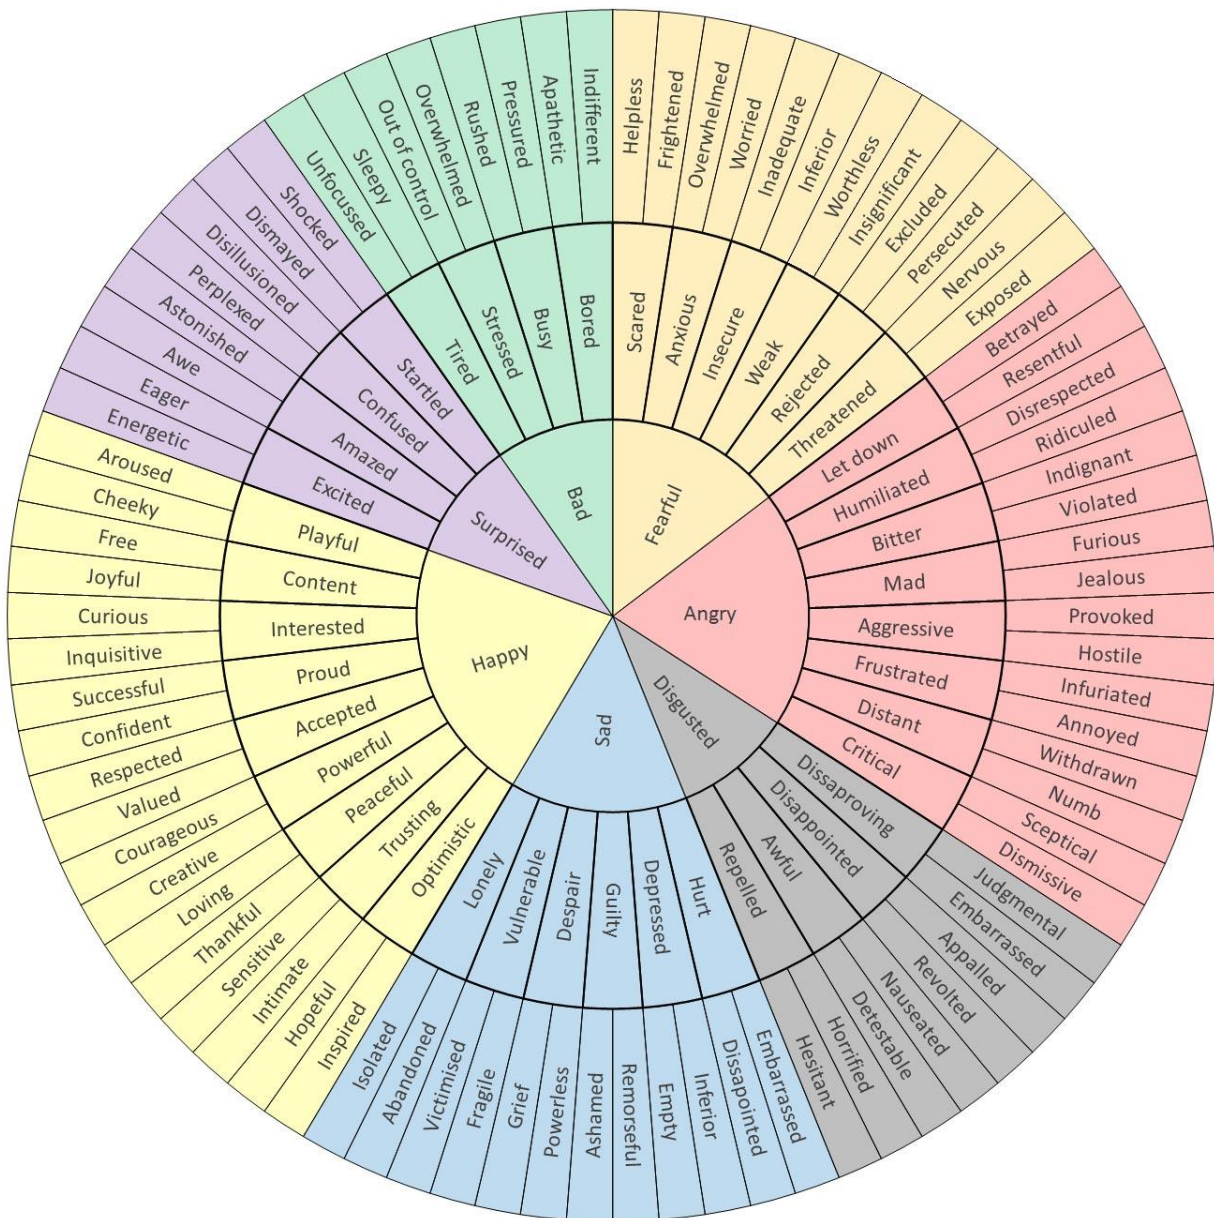 Fearful
Angry
Disgusted
Sad
Happy
Surprised
Bad
Scared
Anxious
Insecure
Weak
Rejected
Threatened
Let down
Humiliated
Bitter
Mad
Aggressive
Frustrated
Distant
Critical
Dissaproving
Disappointed
Awful
Repelled
Hurt
Depressed
Guilty
Despair
Vulnerable
Lonely
Optimistic
Trusting
Peaceful
Powerful
Accepted
Proud
Interested
Content
Playful
Excited
Amazed
Confused
Startled
Tired
Stressed
Busy
Bored
Helpless
Frightened
Overwhelmed
Worried
Inadequate
Inferior
Worthless
Insignificant
Excluded
Persecuted
Nervous
Exposed
Betrayed
Resentful
Disrespected
Ridiculed
Indignant
Violated
Furious
Jealous
Provoked
Hostile
Infuriated
Annoyed
Withdrawn
Numb
Sceptical
Dismissive
Judgmental
Embarrassed
Appalled
Revolted
Nauseated
Detestable
Horrified
Hesitant
Embarrassed
Dissapointed
Inferior
Empty
Remorseful
Ashamed
Powerless
Grief
Fragile
Victimised
Abandoned
Isolated
Inspired
Hopeful
Intimate
Sensitive
Thankful
Loving
Creative
Courageous
Valued
Respected
Confident
Successful
Inquisitive
Curious
Joyful
Free
Cheeky
Aroused
Energetic
Eager
Awe
Astonished
Perplexed
Disillusioned
Dismayed
Shocked
Unfocussed
Sleepy
Out of control
Overwhelmed
Rushed
Pressured
Apathetic
Indifferent